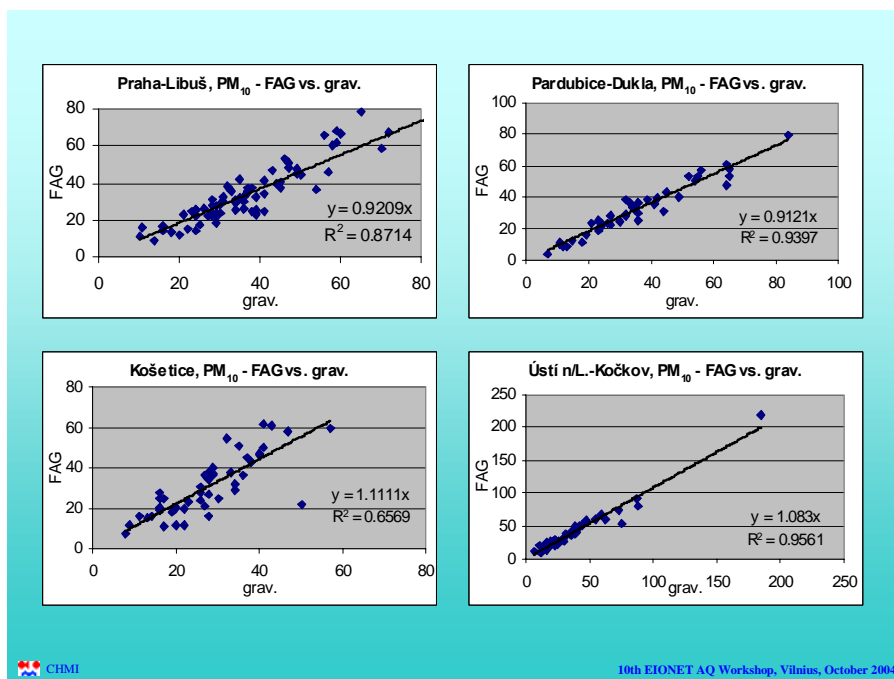 Praha-Libuš, PM10 - FAG vs. grav.
80
60
40
20
0
FAG
y = 0.9209x
R2 = 0.8714
0 20 40 60 80
grav.
Pardubice-Dukla, PM10 - FAG vs. grav.
100
80
60
40
20
0
FAG
y = 0.9121x
R2 = 0.9397
0 20 40 60 80 100
grav.
Košetice, PM10 - FAG vs. grav.
80
60
40
20
0
FAG
y = 1.1111x
R2 = 0.6569
0 20 40 60 80
grav.
Ústí n/L.-Kočkov, PM10 - FAG vs. grav.
250
200
150
100
50
0
FAG
y = 1.083x
R2 = 0.9561
0 50 100 150 200 250
grav.
CHMI
10th EIONET AQ Workshop, Vilnius, October 2004